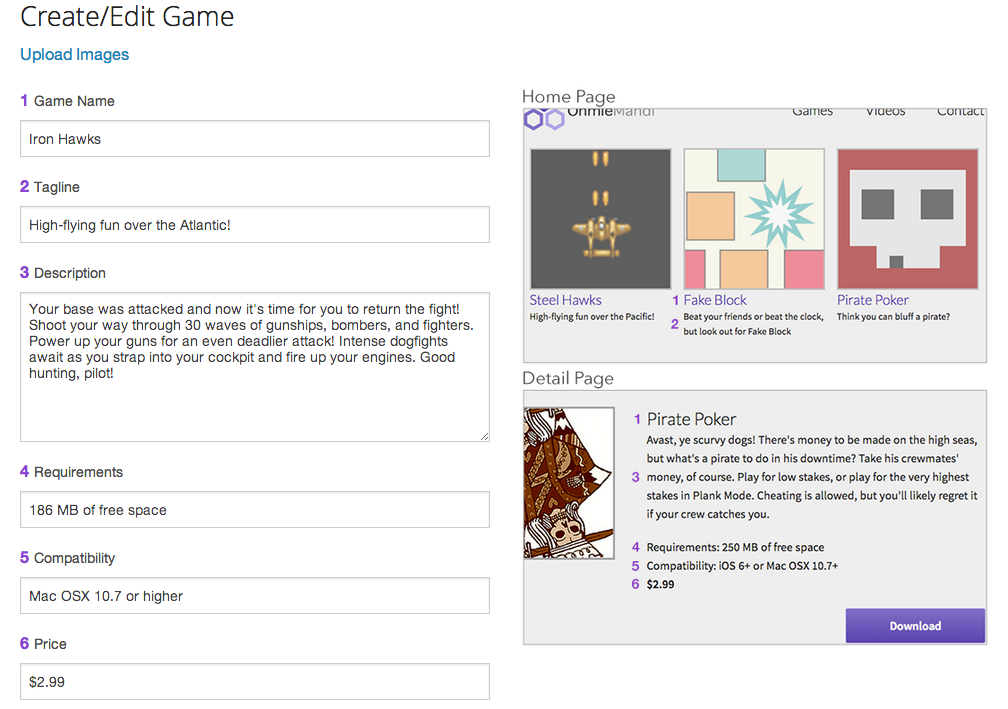 Create/Edit Game
Upload Images
1 Game Name
Iron Hawks
2 Tagline
High-flying fun over the Atlantic!
3 Description
Your base was attacked and now it's time for you to return the fight!
Shoot your way through 30 waves of gunships, bombers, and fighters.
Power up your guns for an even deadlier attack! Intense dogfights
await as you strap into your cockpit and fire up your engines. Good
hunting, pilot!
4 Requirements
186 MB of free space
5 Compatibility
Mac OSX 10.7 or higher
6 Price
$2.99
Home Page
Games Videos Contact
Steel Hawks
High-flying fun over the Pacific!
1 Fake Block
2 Beat your friends or beat the clock,
but look out for Fake Block
Pirate Poker
Think you can bluff a pirate?
Detail Page
1 Pirate Poker
Avast, ye scurvy dogs! There's money to be made on the high seas,
but what's a pirate to do in his downtime? Take his crewmates'
3 money, of course. Play for low stakes, or play for the very highest
stakes in Plank Mode. Cheating is allowed, but you'll likely regret it
if your crew catches you.
4 Requirements: 250 MB of free space
5 Compatibility: iOS 6+ or Mac OSX 10.7+
6 $2.99
Download